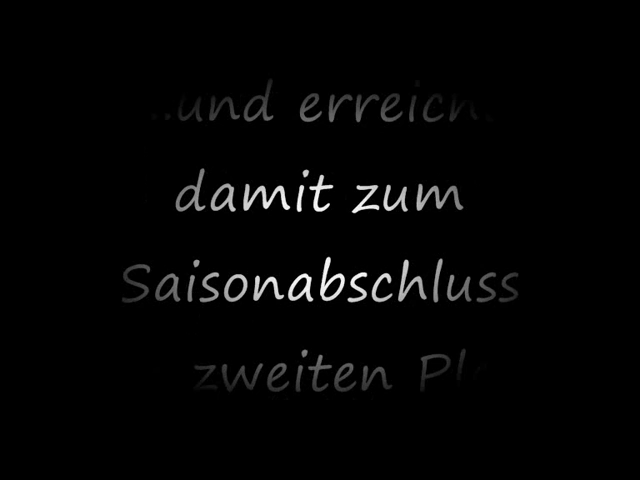 ...und erreich
damit zum
Saisonabschluss
zweiten